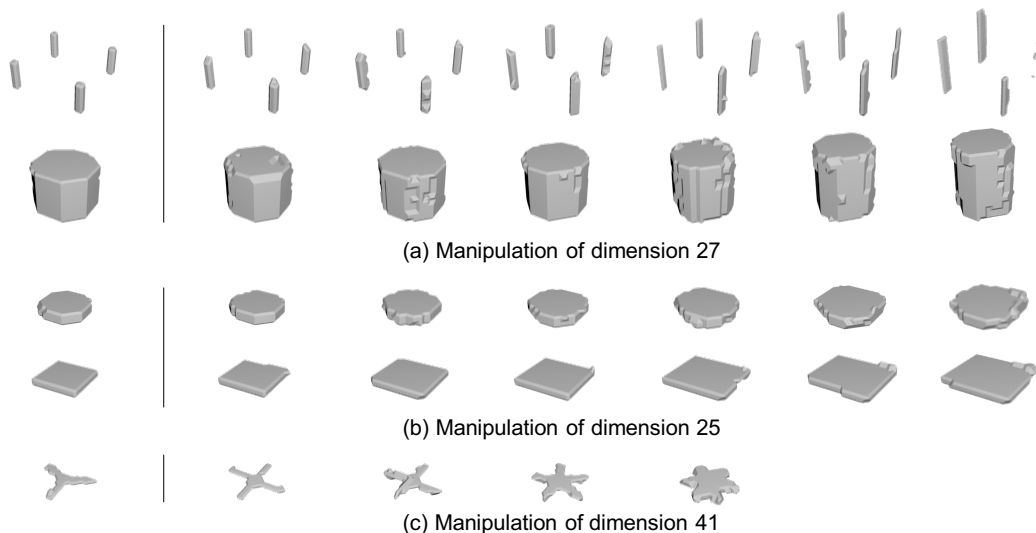 (a) Manipulation of dimension 27
(b) Manipulation of dimension 25
(c) Manipulation of dimension 41